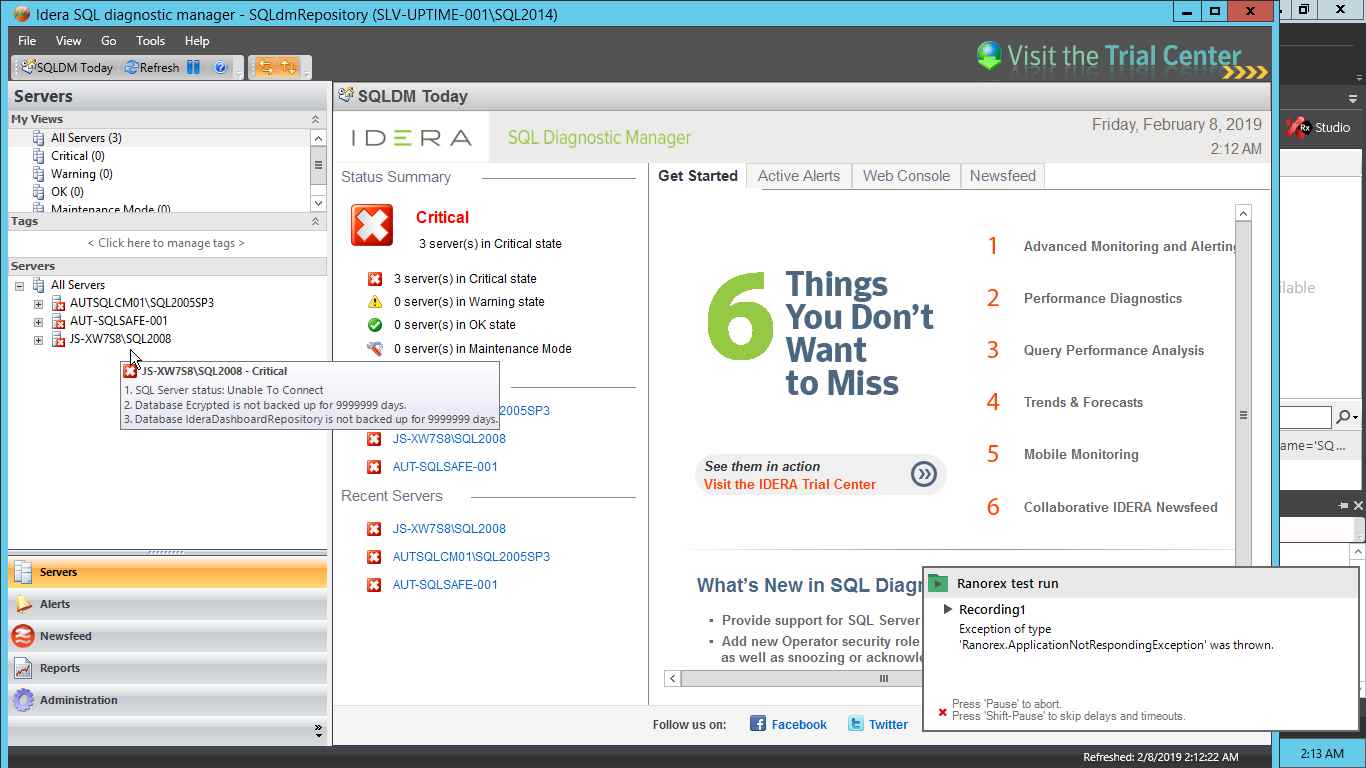 Idera SQL diagnostic manager - SQLdmRepository (SLV-UPTIME-001\SQL2014)
File View Go Tools Help
SQLDM Today Refresh
Visit the Trial Center
Servers
My Views
All Servers (3)
Critical (0)
Warning (0)
OK (0)
Maintenance Mode (0)
Tags
< Click here to manage tags >
Servers
All Servers
AUTSQLCM01\SQL2005SP3
AUT-SQLSAFE-001
JS-XW7S8\SQL2008
JS-XW7S8\SQL2008 - Critical
1. SQL Server status: Unable To Connect
2. Database Ecrypted is not backed up for 9999999 days.
3. Database IderaDashboardRepository is not backed up for 9999999 days.
Servers
Alerts
Newsfeed
Reports
Administration
SQLDM Today
IDERA SQL Diagnostic Manager
Friday, February 8, 2019
2:12 AM
Status Summary
Critical
3 server(s) in Critical state
3 server(s) in Critical state
0 server(s) in Warning state
0 server(s) in OK state
0 server(s) in Maintenance Mode
2005SP3
JS-XW7S8\SQL2008
AUT-SQLSAFE-001
Recent Servers
JS-XW7S8\SQL2008
AUTSQLCM01\SQL2005SP3
AUT-SQLSAFE-001
Get Started Active Alerts Web Console Newsfeed
6 Things
You Don't
Want
to Miss
See them in action
Visit the IDERA Trial Center
1 Advanced Monitoring and Alerting
2 Performance Diagnostics
3 Query Performance Analysis
4 Trends & Forecasts
5 Mobile Monitoring
6 Collaborative IDERA Newsfeed
What's New in SQL Diag
Provide support for SQL Server
Add new Operator security role
as well as snoozing or acknowle
Follow us on: Facebook Twitter
Refreshed: 2/8/2019 2:12:22 AM
Rx Studio
ilable
ame='SQ...
Ranorex test run
Recording1
Exception of type
'Ranorex.ApplicationNotRespondingException' was thrown.
Press 'Pause' to abort.
Press 'Shift-Pause' to skip delays and timeouts.
2:13 AM